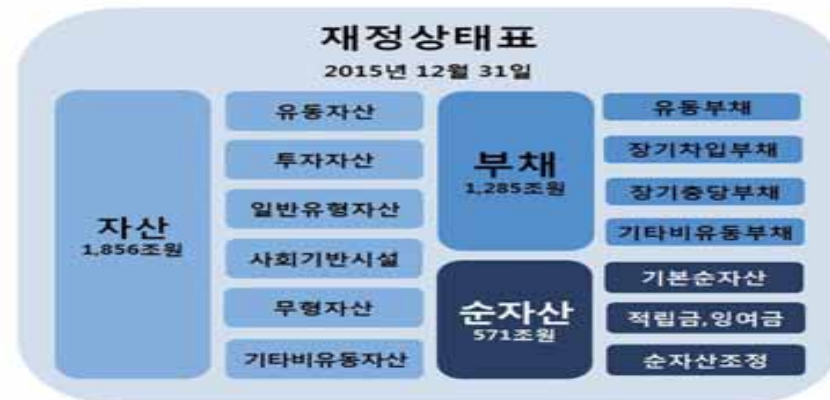 재정상태표
2015년 12월 31일
자산
1,856조원
유동자산
투자자산
일반유형자산
사회기반시설
무형자산
기타비유동자산
부채
1,285조원
유동부채
장기차입부채
장기충당부채
기타비유동부채
순자산
571조원
기본순자산
적립금,잉여금
순자산조정